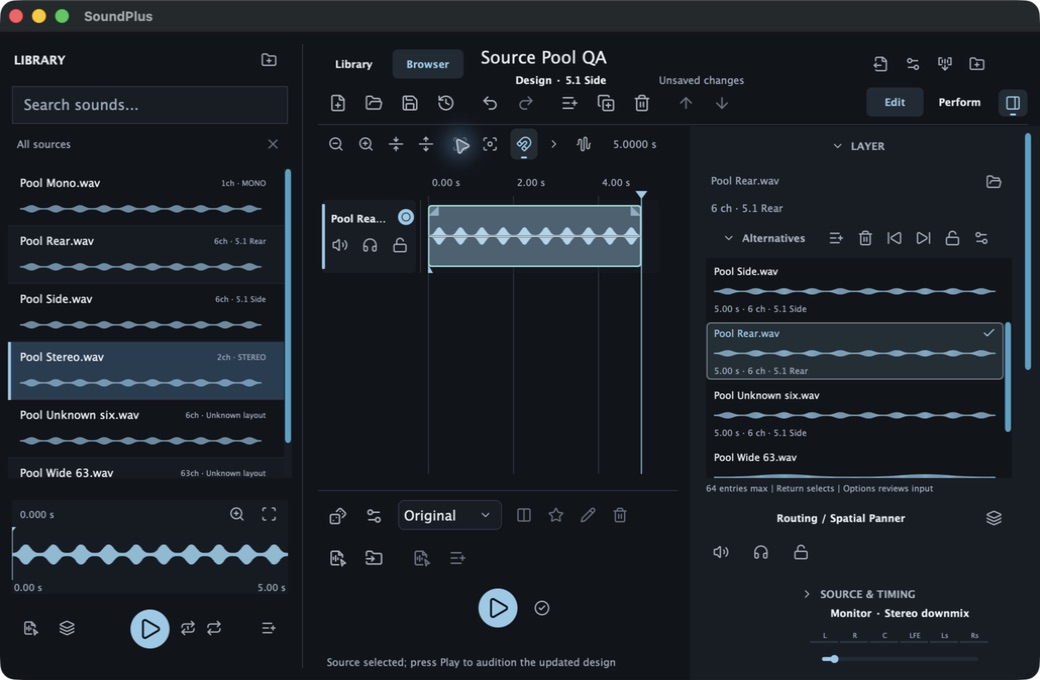 SoundPlus
LIBRARY
Search sounds...
All sources
Pool Mono.wav
1ch · MONO
Pool Rear.wav
6ch · 5.1 Rear
Pool Side.wav
6ch · 5.1 Side
Pool Stereo.wav
2ch · STEREO
Pool Unknown six.wav
6ch · Unknown layout
Pool Wide 63.wav
63ch · Unknown layout
0.000 s
0.00 s
5.00 s
Library
Browser
Source Pool QA
Design · 5.1 Side
Unsaved changes
Edit
Perform
5.0000 s
0.00 s
2.00 s
4.00 s
Pool Rea...
Original
Source selected; press Play to audition the updated design
LAYER
Pool Rear.wav
6 ch · 5.1 Rear
Alternatives
Pool Side.wav
5.00 s · 6 ch · 5.1 Side
Pool Rear.wav
5.00 s · 6 ch · 5.1 Rear
Pool Unknown six.wav
5.00 s · 6 ch · 5.1 Side
Pool Wide 63.wav
64 entries max | Return selects | Options reviews input
Routing / Spatial Panner
SOURCE & TIMING
Monitor · Stereo downmix
L R C LFE Ls Rs